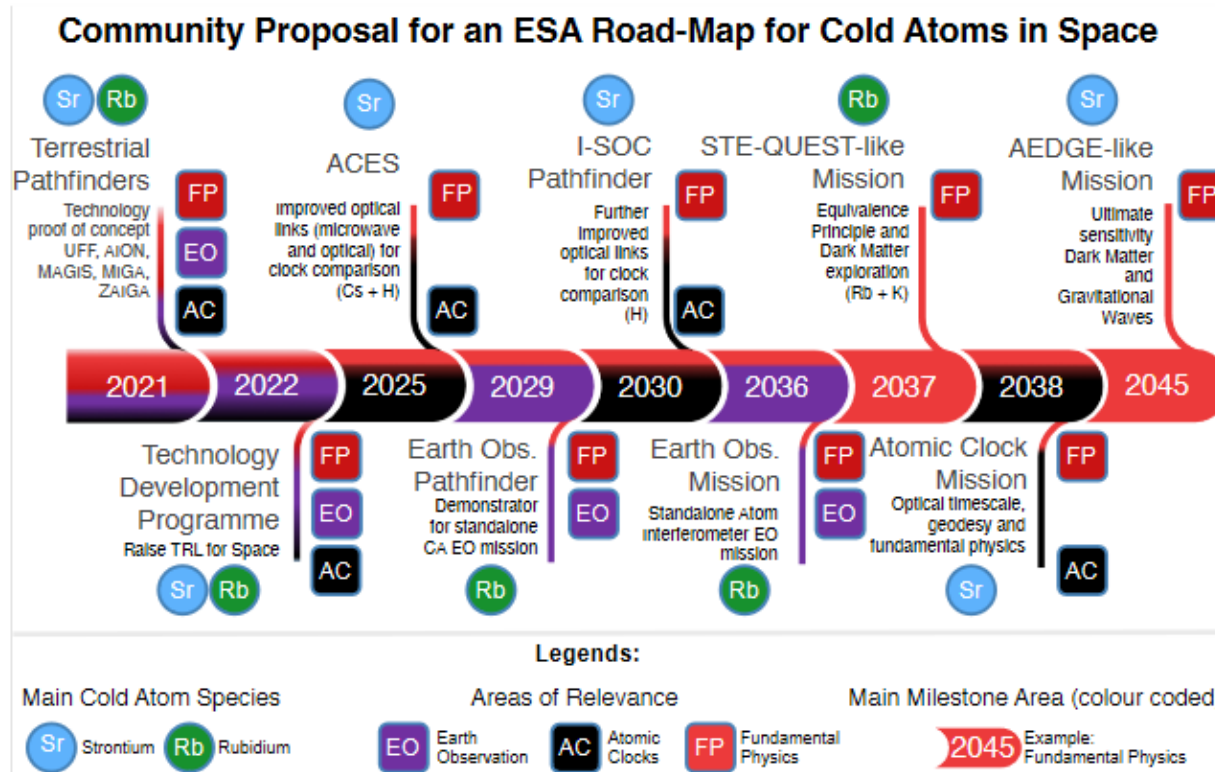 Community Proposal for an ESA Road-Map for Cold Atoms in Space
Sr Rb
Terrestrial
Pathfinders
Technology
proof of concept
UFF, AION,
MAGIS, MIGA,
ZAIGA
FP
EO
AC
Sr
ACES
Improved optical
links (microwave
and optical) for
clock comparison
(Cs + H)
FP
AC
Sr
I-SOC
Pathfinder
Further
Improved
optical links
for clock
comparison
(H)
FP
AC
Rb
STE-QUEST-like
Mission
Equivalence
Principle and
Dark Matter
exploration
(Rb + K)
FP
Sr
AEDGE-like
Mission
Ultimate
sensitivity
Dark Matter
and
Gravitational
Waves
FP
2021 2022 2025 2029 2030 2036 2037 2038 2045
Technology
Development
Programme
Raise TRL for Space
Sr Rb
FP
EO
AC
Earth Obs.
Pathfinder
Demonstrator
for standalone
CA EO mission
Rb
FP
EO
Earth Obs.
Mission
Standalone Atom
Interferometer EO
mission
Rb
FP
EO
Atomic Clock
Mission
Optical timescale,
geodesy and
fundamental physics
Sr
FP
AC
Legends:
Main Cold Atom Species
Sr Strontium Rb Rubidium
Areas of Relevance
EO Earth
Observation
AC Atomic
Clocks
FP Fundamental
Physics
Main Milestone Area (colour coded
2045 Example:
Fundamental Physics